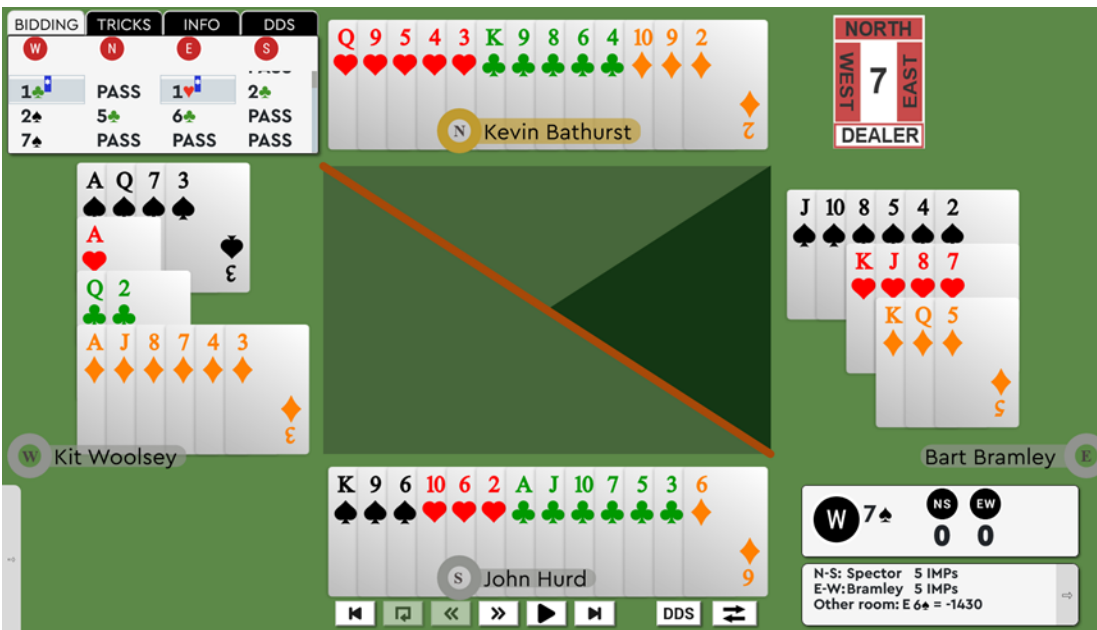 BIDDING TRICKS INFO DDS
W N E S
PASS
1♣ PASS 1♥ 2♣
2♠ 5♣ 6♣ PASS
7♠ PASS PASS PASS
Q 9 5 4 3 K 9 8 6 4 10 9 2
2
N Kevin Bathurst
NORTH
WEST 7 EAST
DEALER
A Q 7 3
3
A
Q 2
A J 8 7 4 3
3
W Kit Woolsey
J 10 8 5 4 2
K J 8 7
K Q 5
5
Bart Bramley E
K 9 6 10 6 2 A J 10 7 5 3 6
6
S John Hurd
DDS
W 7♠ NS EW
0 0
N-S: Spector 5 IMPs
E-W: Bramley 5 IMPs
Other room: E 6♠ = -1430